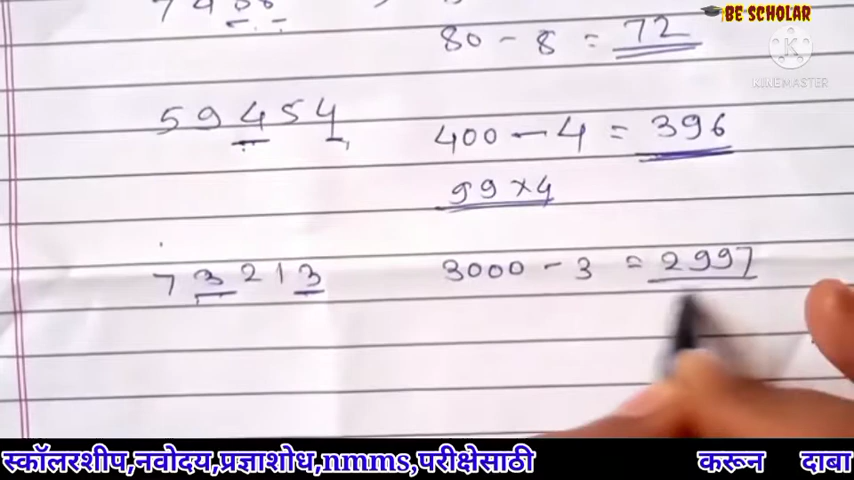 BE SCHOLAR
KINEMASTER
80 - 8 = 72
59454 400 - 4 = 396
99 × 4
73213 3000 - 3 = 2997
स्कॉलरशीप,नवोदय,प्रज्ञाशोध,nmms,परीक्षेसाठी करून दाबा